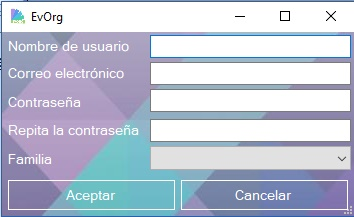 EvOrg
Nombre de usuario
Correo electrónico
Contraseña
Repita la contraseña
Familia
Aceptar Cancelar